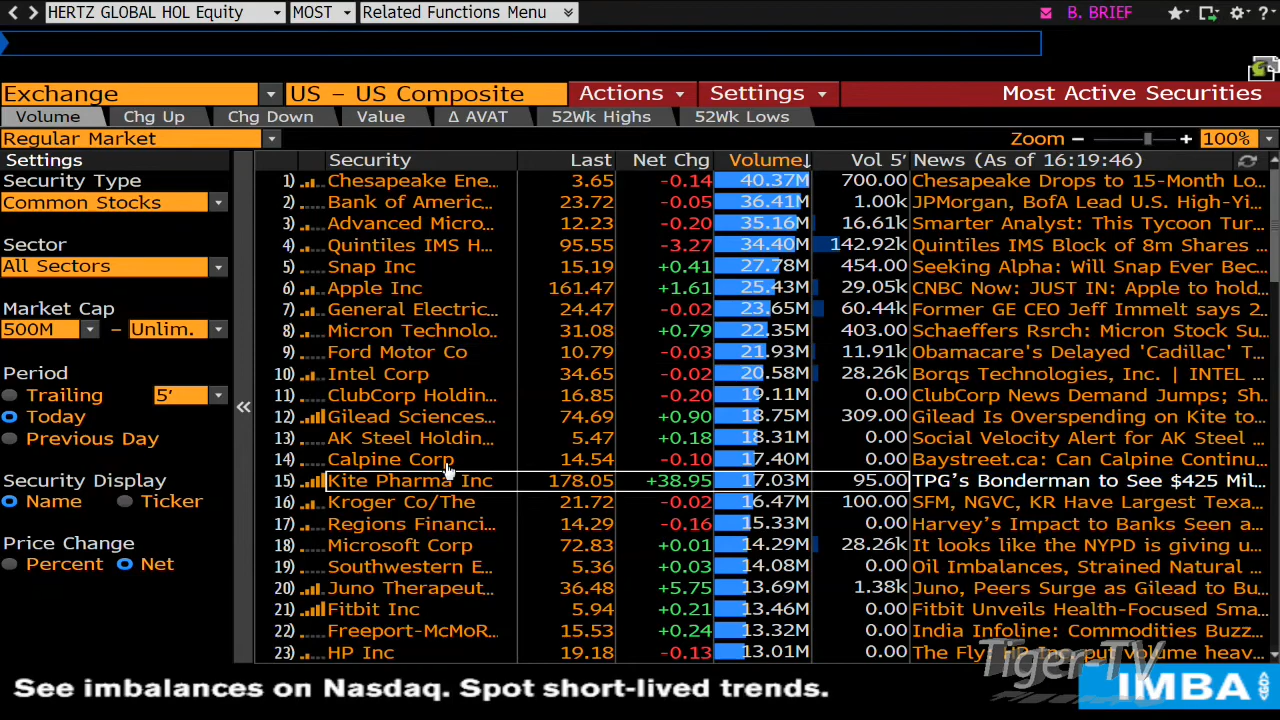 HERTZ GLOBAL HOL Equity MOST Related Functions Menu B. BRIEF ?
Exchange US - US Composite Actions Settings Most Active Securities
Volume Chg Up Chg Down Value Δ AVAT 52Wk Highs 52Wk Lows
Regular Market Zoom − + 100%
Settings
Security Type
Common Stocks
Sector
All Sectors
Market Cap
500M – Unlim.
Period
Trailing 5'
Today
Previous Day
Security Display
Name Ticker
Price Change
Percent Net
Security Last Net Chg Volume↓ Vol 5' News (As of 16:19:46)
1) Chesapeake Ene... 3.65 -0.14 40.37M 700.00 Chesapeake Drops to 15-Month Lo...
2) Bank of Americ... 23.72 -0.05 36.41M 1.00k JPMorgan, BofA Lead U.S. High-Yi...
3) Advanced Micro... 12.23 -0.20 35.16M 16.61k Smarter Analyst: This Tycoon Tur...
4) Quintiles IMS H... 95.55 -3.27 34.40M 142.92k Quintiles IMS Block of 8m Shares ...
5) Snap Inc 15.19 +0.41 27.78M 454.00 Seeking Alpha: Will Snap Ever Bec...
6) Apple Inc 161.47 +1.61 25.43M 29.05k CNBC Now: JUST IN: Apple to hold...
7) General Electric... 24.47 -0.02 23.65M 60.44k Former GE CEO Jeff Immelt says 2...
8) Micron Technolo... 31.08 +0.79 22.35M 403.00 Schaeffers Rsrch: Micron Stock Su...
9) Ford Motor Co 10.79 -0.03 21.93M 11.91k Obamacare's Delayed 'Cadillac' T...
10) Intel Corp 34.65 -0.02 20.58M 28.26k Borqs Technologies, Inc. | INTEL ...
11) ClubCorp Holdin... 16.85 -0.20 19.11M 0.00 ClubCorp News Demand Jumps; Sh...
12) Gilead Sciences... 74.69 +0.90 18.75M 309.00 Gilead Is Overspending on Kite to...
13) AK Steel Holdin... 5.47 +0.18 18.31M 0.00 Social Velocity Alert for AK Steel ...
14) Calpine Corp 14.54 -0.10 17.40M 0.00 Baystreet.ca: Can Calpine Continu...
15) Kite Pharma Inc 178.05 +38.95 17.03M 95.00 TPG's Bonderman to See $425 Mil...
16) Kroger Co/The 21.72 -0.02 16.47M 100.00 SFM, NGVC, KR Have Largest Texa...
17) Regions Financi... 14.29 -0.16 15.33M 0.00 Harvey's Impact to Banks Seen a...
18) Microsoft Corp 72.83 +0.01 14.29M 28.26k It looks like the NYPD is giving u...
19) Southwestern E... 5.36 +0.03 14.08M 0.00 Oil Imbalances, Strained Natural ...
20) Juno Therapeut... 36.48 +5.75 13.69M 1.38k Juno, Peers Surge as Gilead to Bu...
21) Fitbit Inc 5.94 +0.21 13.46M 0.00 Fitbit Unveils Health-Focused Sma...
22) Freeport-McMoR... 15.53 +0.24 13.32M 0.00 India Infoline: Commodities Buzz...
23) HP Inc 19.18 -0.13 13.01M 0.00 The Fly: HP Inc put volume heav...
Tiger-TV
See imbalances on Nasdaq. Spot short-lived trends. IMBA